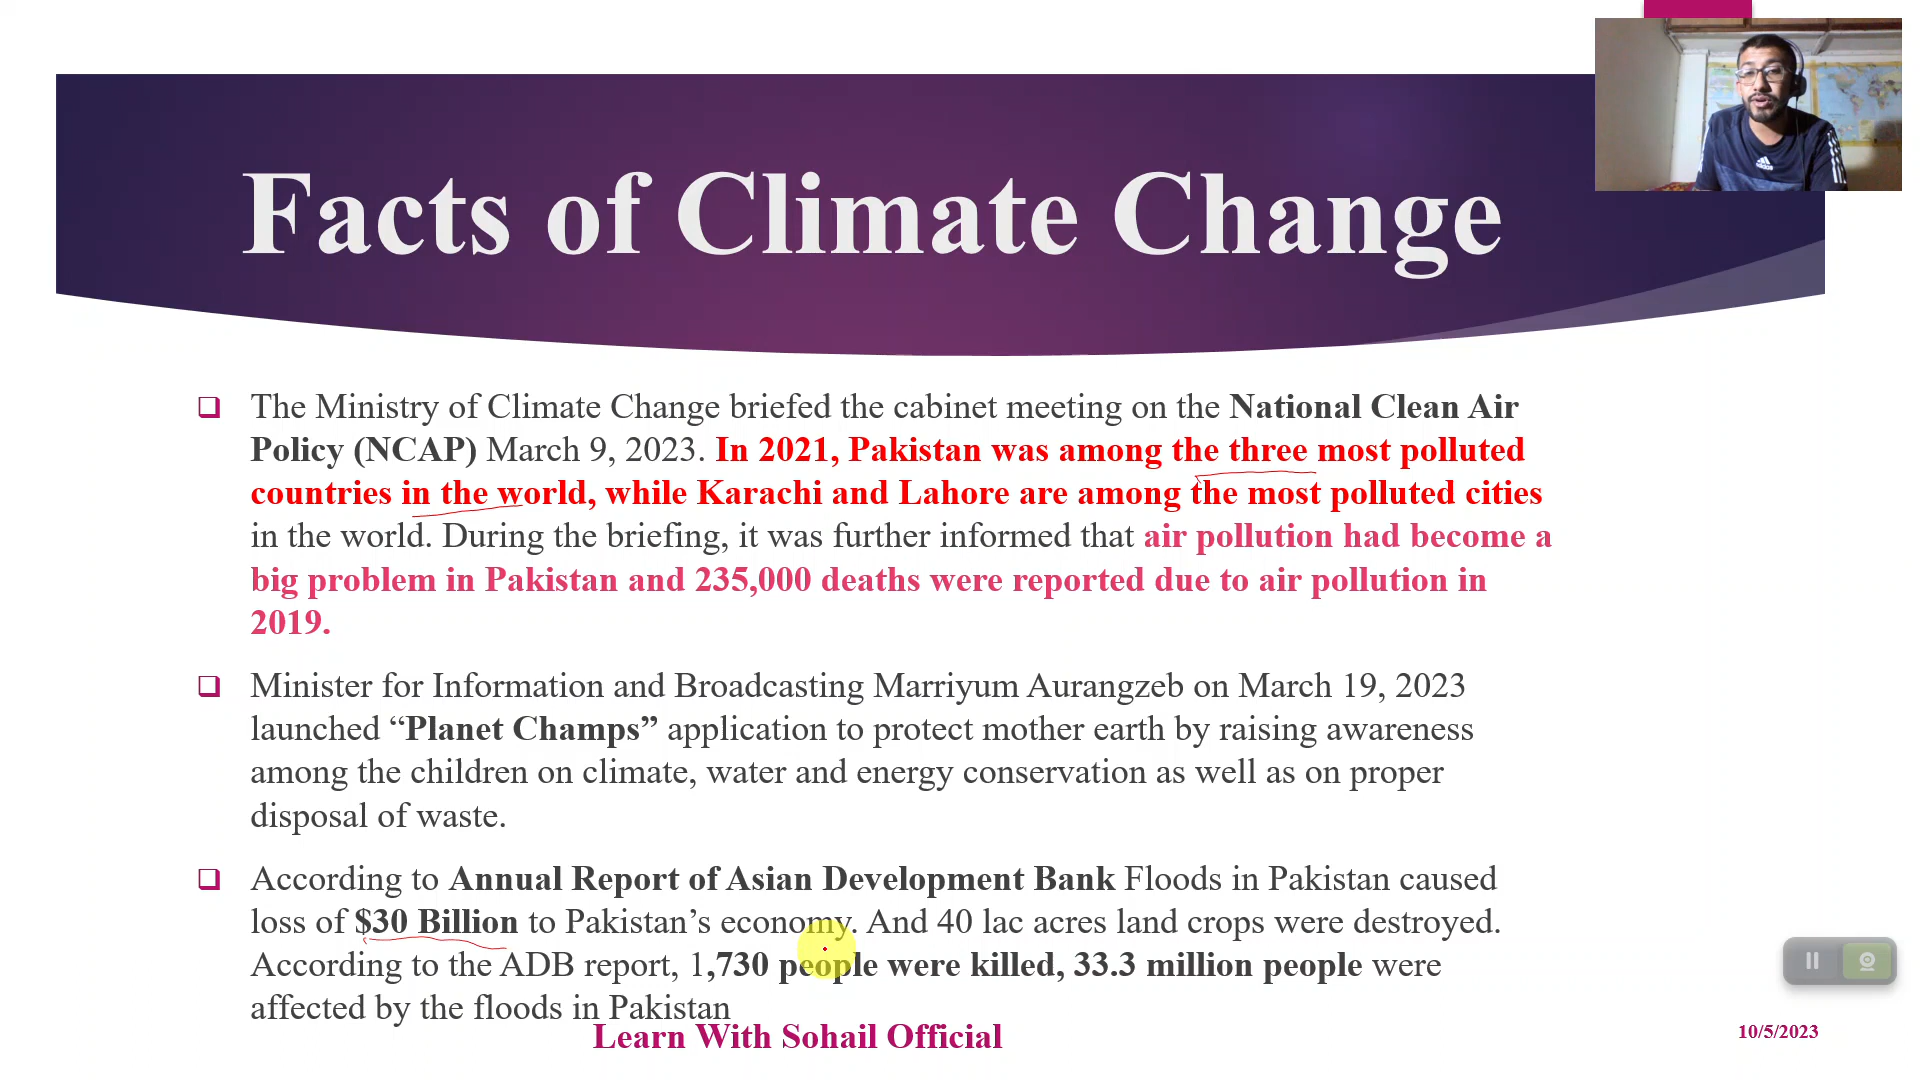 Facts of Climate Change
The Ministry of Climate Change briefed the cabinet meeting on the National Clean Air
Policy (NCAP) March 9, 2023. In 2021, Pakistan was among the three most polluted
countries in the world, while Karachi and Lahore are among the most polluted cities
in the world. During the briefing, it was further informed that air pollution had become a
big problem in Pakistan and 235,000 deaths were reported due to air pollution in
2019.
Minister for Information and Broadcasting Marriyum Aurangzeb on March 19, 2023
launched “Planet Champs” application to protect mother earth by raising awareness
among the children on climate, water and energy conservation as well as on proper
disposal of waste.
According to Annual Report of Asian Development Bank Floods in Pakistan caused
loss of $30 Billion to Pakistan’s economy. And 40 lac acres land crops were destroyed.
According to the ADB report, 1,730 people were killed, 33.3 million people were
affected by the floods in Pakistan
Learn With Sohail Official
10/5/2023